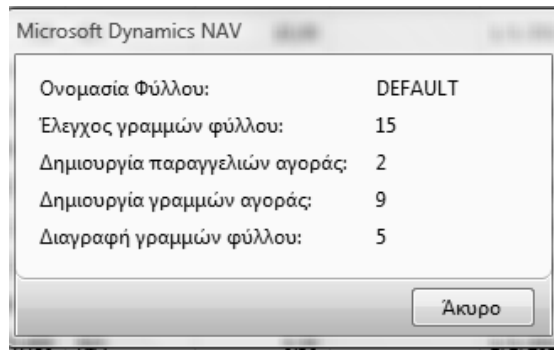 Microsoft Dynamics NAV
Ονομασία Φύλλου: DEFAULT
Έλεγχος γραμμών φύλλου: 15
Δημιουργία παραγγελιών αγοράς: 2
Δημιουργία γραμμών αγοράς: 9
Διαγραφή γραμμών φύλλου: 5
Άκυρο